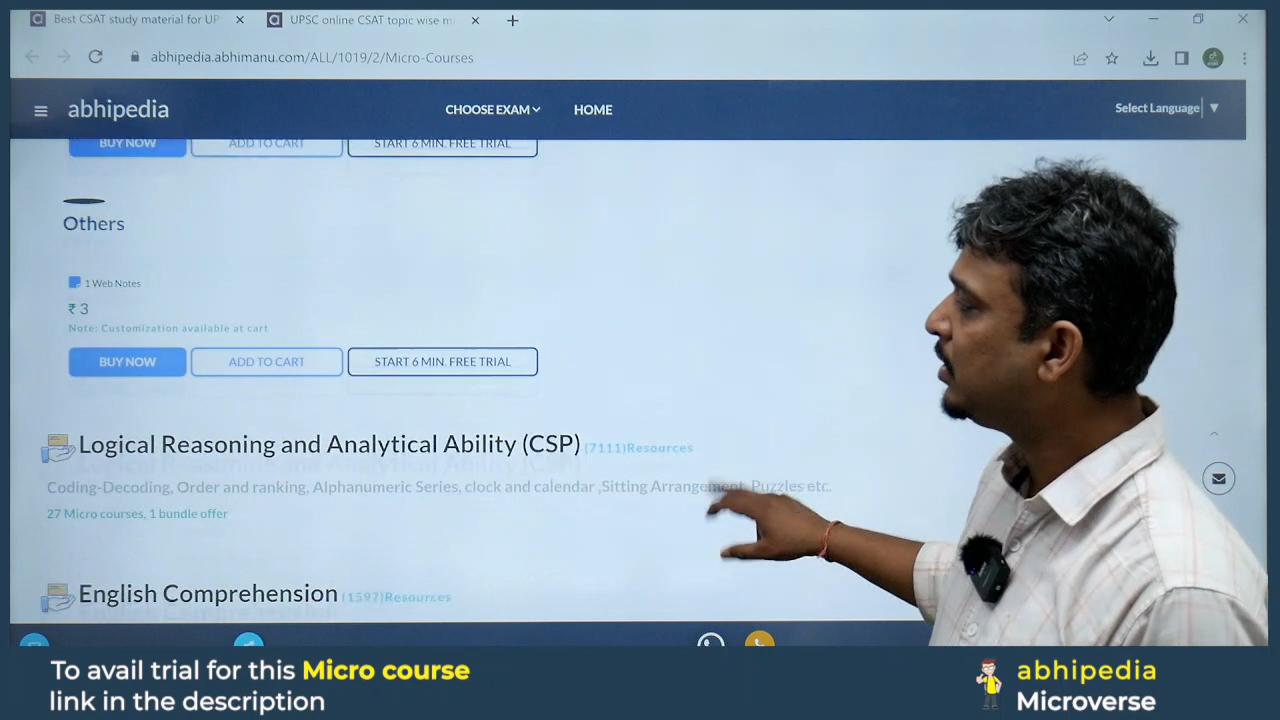 Best CSAT study material for UP
UPSC online CSAT topic wise m
abhipedia.abhimanu.com/ALL/1019/2/Micro-Courses
abhipedia
CHOOSE EXAM
HOME
Select Language
BUY NOW
ADD TO CART
START 6 MIN. FREE TRIAL
Others
1 Web Notes
₹ 3
Note: Customization available at cart
BUY NOW
ADD TO CART
START 6 MIN. FREE TRIAL
Logical Reasoning and Analytical Ability (CSP) (7111)Resources
Coding-Decoding, Order and ranking, Alphanumeric Series, clock and calendar ,Sitting Arrangement, Puzzles etc.
27 Micro courses, 1 bundle offer
English Comprehension (1597)Resources
To avail trial for this Micro course
link in the description
abhipedia
Microverse